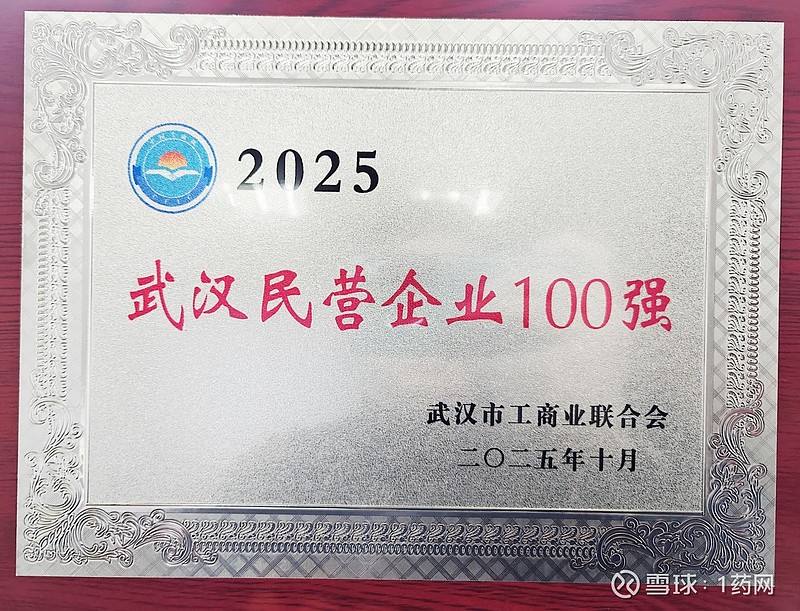 2025
武汉民营企业100强
武汉市工商业联合会
二〇二五年十月
雪球：1药网